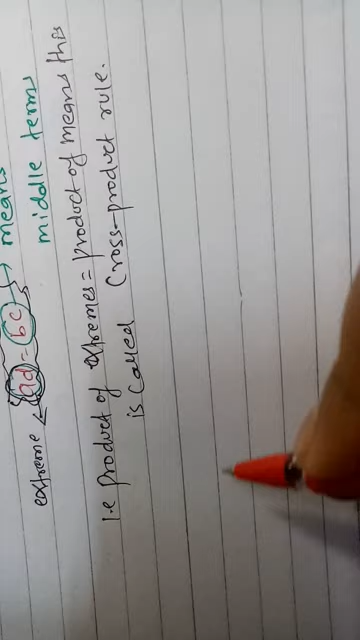 means
extreme ad = bc middle terms
i.e product of extremes = product of means this
is called Cross-product rule.